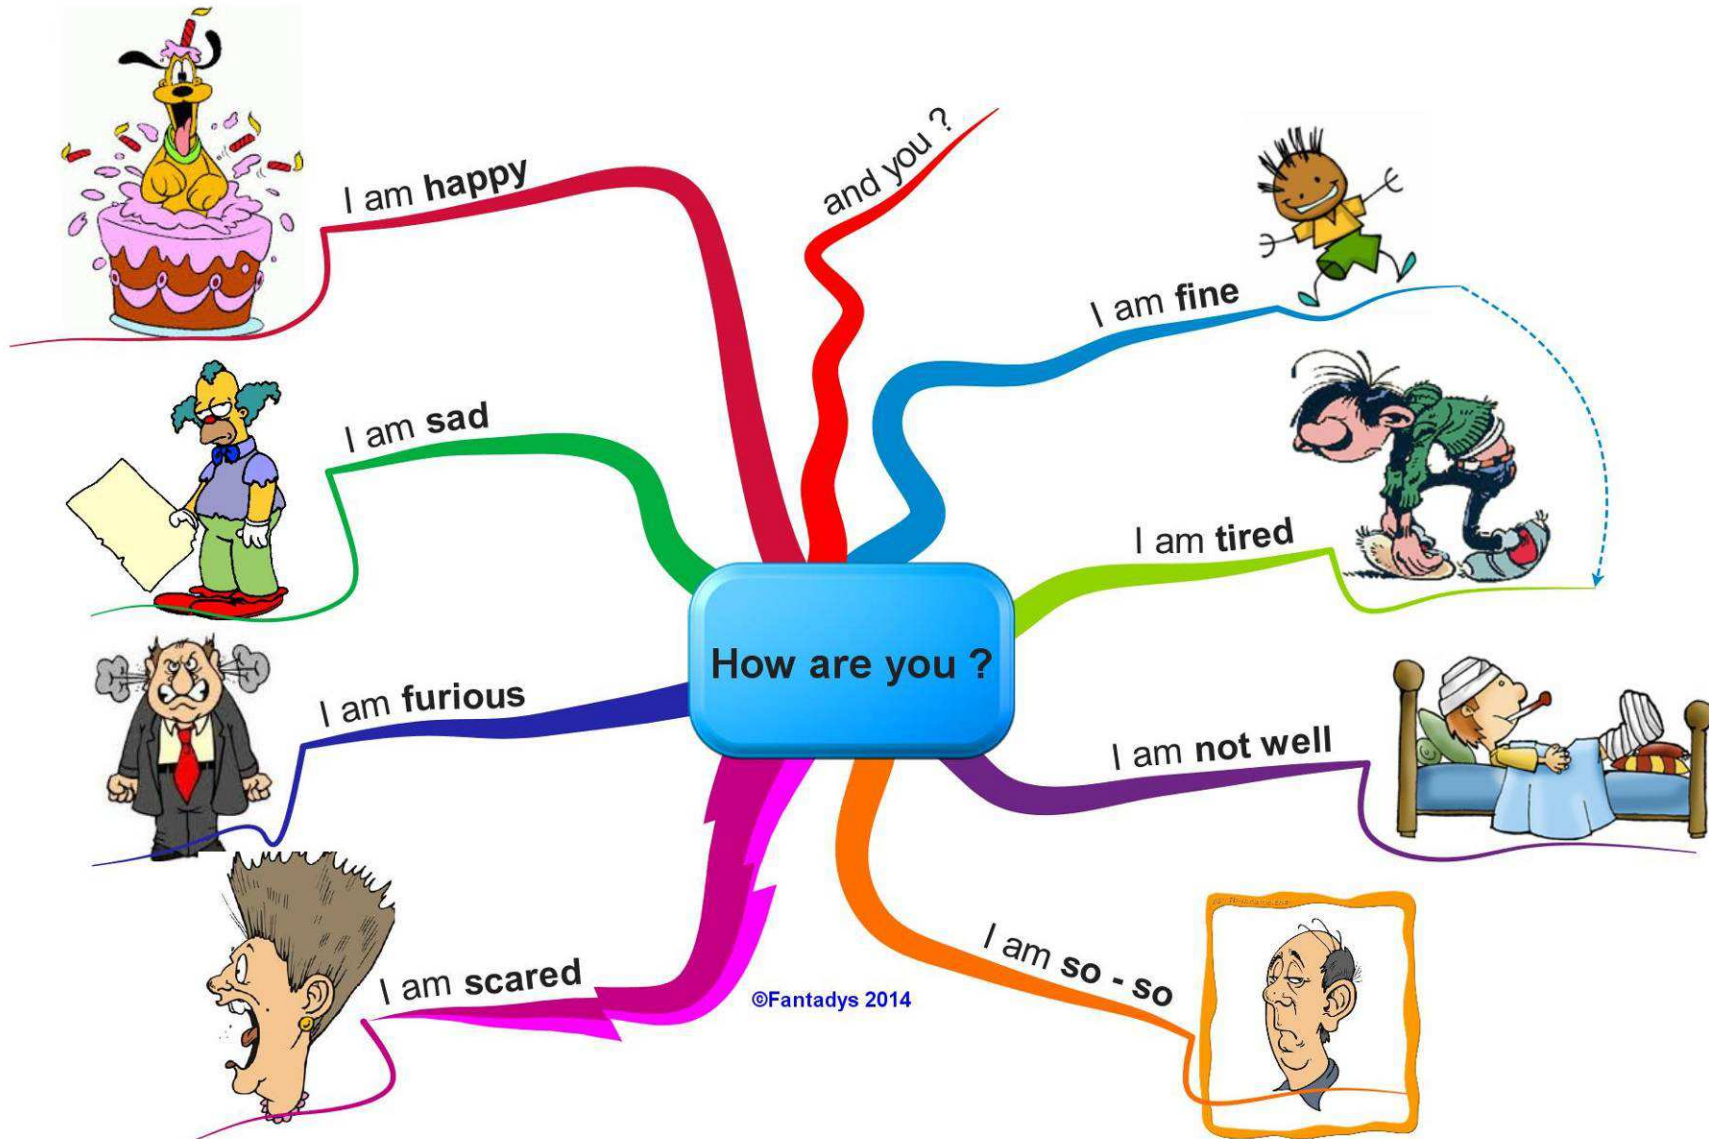 How are you ?
and you ?
I am fine
I am tired
I am not well
I am so - so
I am happy
I am sad
I am furious
I am scared
©Fantadys 2014